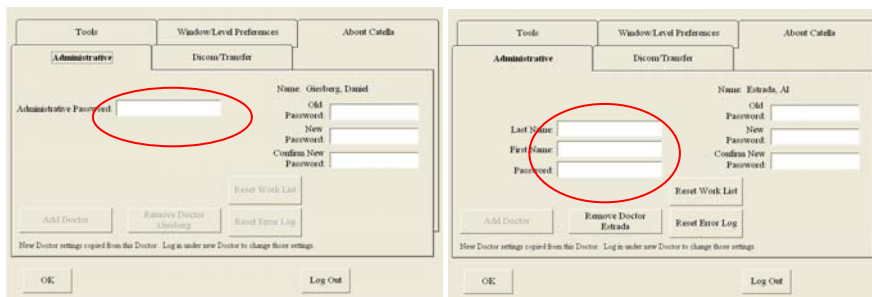 Tools
Window/Level Preferences
About Catella
Administrative
Dicom/Transfer
Name: Giesberg, Daniel
Administrative Password:
Old Password:
New Password:
Confirm New Password:
Reset Work List
Add Doctor
Remove Doctor Giesberg
Reset Error Log
New Doctor settings copied from this Doctor. Log in under new Doctor to change those settings.
OK
Log Out
Tools
Window/Level Preferences
About Catella
Administrative
Dicom/Transfer
Name: Estrada, Al
Old Password:
Last Name:
New Password:
First Name:
Confirm New Password:
Password:
Reset Work List
Add Doctor
Remove Doctor Estrada
Reset Error Log
New Doctor settings copied from this Doctor. Log in under new Doctor to change those settings.
OK
Log Out